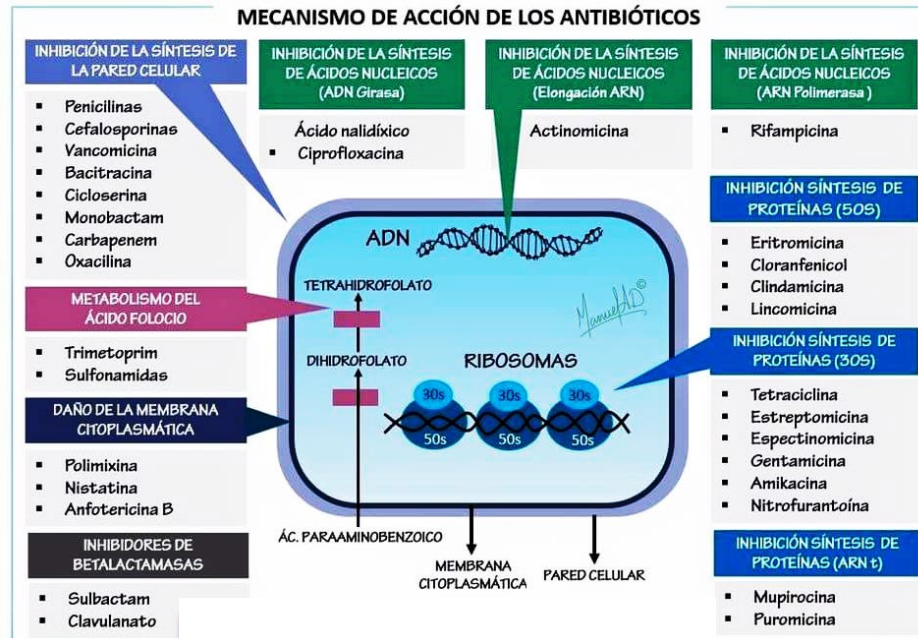 MECANISMO DE ACCIÓN DE LOS ANTIBIÓTICOS
INHIBICIÓN DE LA SÍNTESIS DE
LA PARED CELULAR
Penicilinas
Cefalosporinas
Vancomicina
Bacitracina
Cicloserina
Monobactam
Carbapenem
Oxacilina
METABOLISMO DEL
ÁCIDO FOLOCIO
Trimetoprim
Sulfonamidas
DAÑO DE LA MEMBRANA
CITOPLASMÁTICA
Polimixina
Nistatina
Anfotericina B
INHIBIDORES DE
BETALACTAMASAS
Sulbactam
Clavulanato
INHIBICIÓN DE LA SÍNTESIS
DE ÁCIDOS NUCLEICOS
(ADN Girasa)
Ácido nalidíxico
Ciprofloxacina
INHIBICIÓN DE LA SÍNTESIS
DE ÁCIDOS NUCLEICOS
(Elongación ARN)
Actinomicina
INHIBICIÓN DE LA SÍNTESIS
DE ÁCIDOS NUCLEICOS
(ARN Polimerasa )
Rifampicina
INHIBICIÓN SÍNTESIS DE
PROTEÍNAS (50S)
Eritromicina
Cloranfenicol
Clindamicina
Lincomicina
INHIBICIÓN SÍNTESIS DE
PROTEÍNAS (30S)
Tetraciclina
Estreptomicina
Espectinomicina
Gentamicina
Amikacina
Nitrofurantoína
INHIBICIÓN SÍNTESIS DE
PROTEÍNAS (ARN t)
Mupirocina
Puromicina
ADN
TETRAHIDROFOLATO
ManuelAD©
DIHIDROFOLATO
RIBOSOMAS
30s 30s 30s
50s 50s 50s
ÁC. PARAAMINOBENZOICO
MEMBRANA
CITOPLASMÁTICA
PARED CELULAR